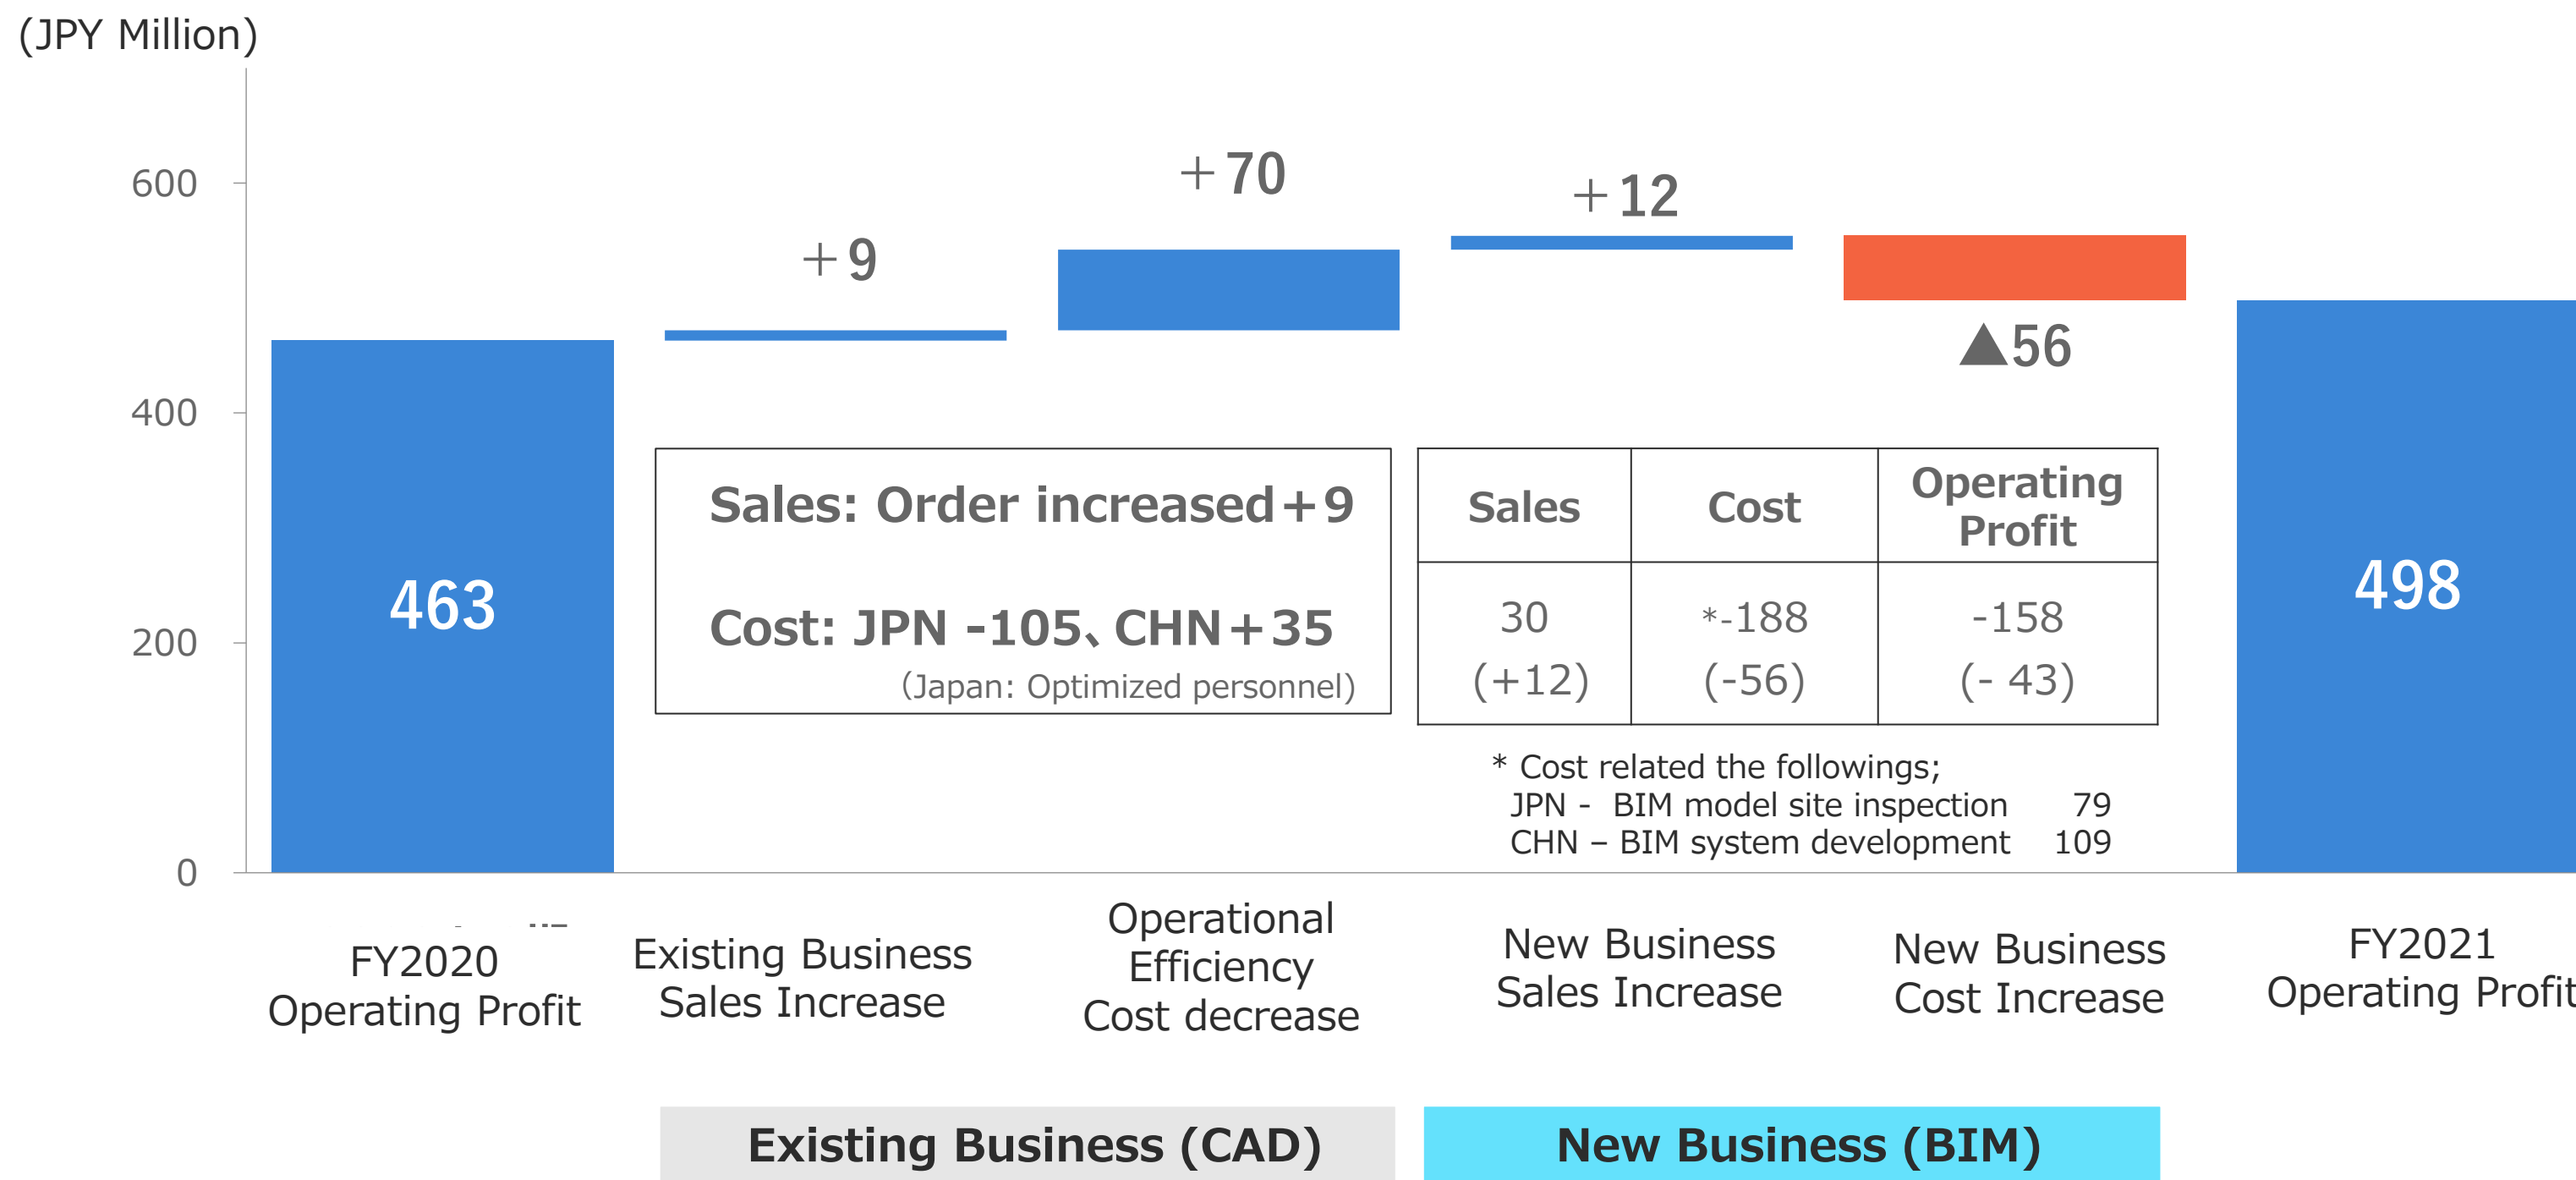 (JPY Million)
600
400
200
0
463
＋9
＋70
＋12
▲56
498
Sales: Order increased＋9
Cost: JPN -105、CHN＋35
（Japan: Optimized personnel）
Sales Cost Operating Profit
30 *-188 -158
(+12) (-56) (- 43)
* Cost related the followings;
JPN - BIM model site inspection 79
CHN – BIM system development 109
FY2020
Operating Profit
Existing Business
Sales Increase
Operational
Efficiency
Cost decrease
New Business
Sales Increase
New Business
Cost Increase
FY2021
Operating Profit
Existing Business (CAD)
New Business (BIM)